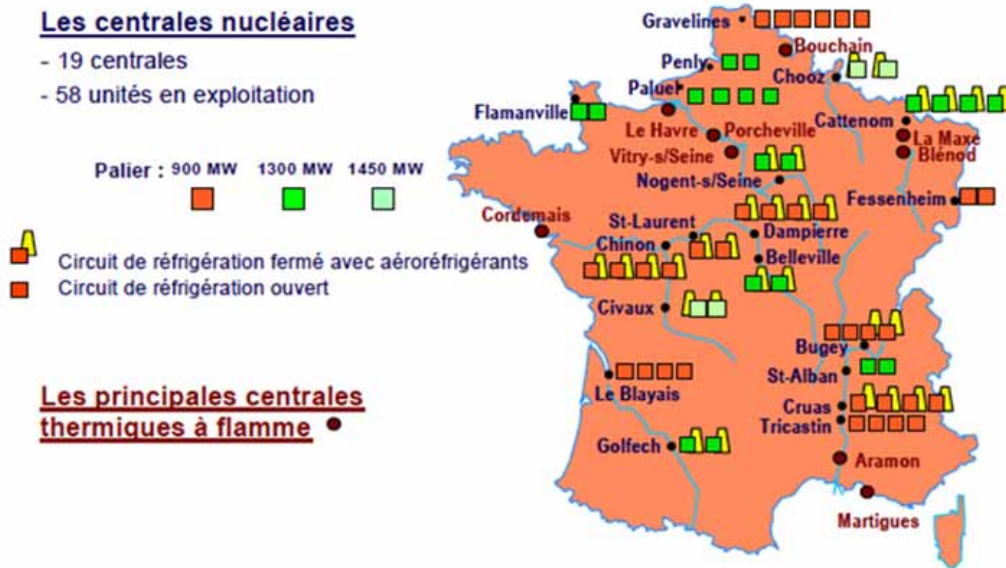 Les centrales nucléaires
- 19 centrales
- 58 unités en exploitation
Palier : 900 MW 1300 MW 1450 MW
Circuit de réfrigération fermé avec aéroréfrigérants
Circuit de réfrigération ouvert
Les principales centrales
thermiques à flamme
Gravelines
Bouchain
Penly
Chooz
Paluel
Flamanville
Cattenom
Le Havre
Porcheville
La Maxe
Vitry-s/Seine
Blénod
Nogent-s/Seine
Fessenheim
Cordemais
St-Laurent
Dampierre
Chinon
Belleville
Civaux
Bugey
St-Alban
Le Blayais
Cruas
Tricastin
Golfech
Aramon
Martigues